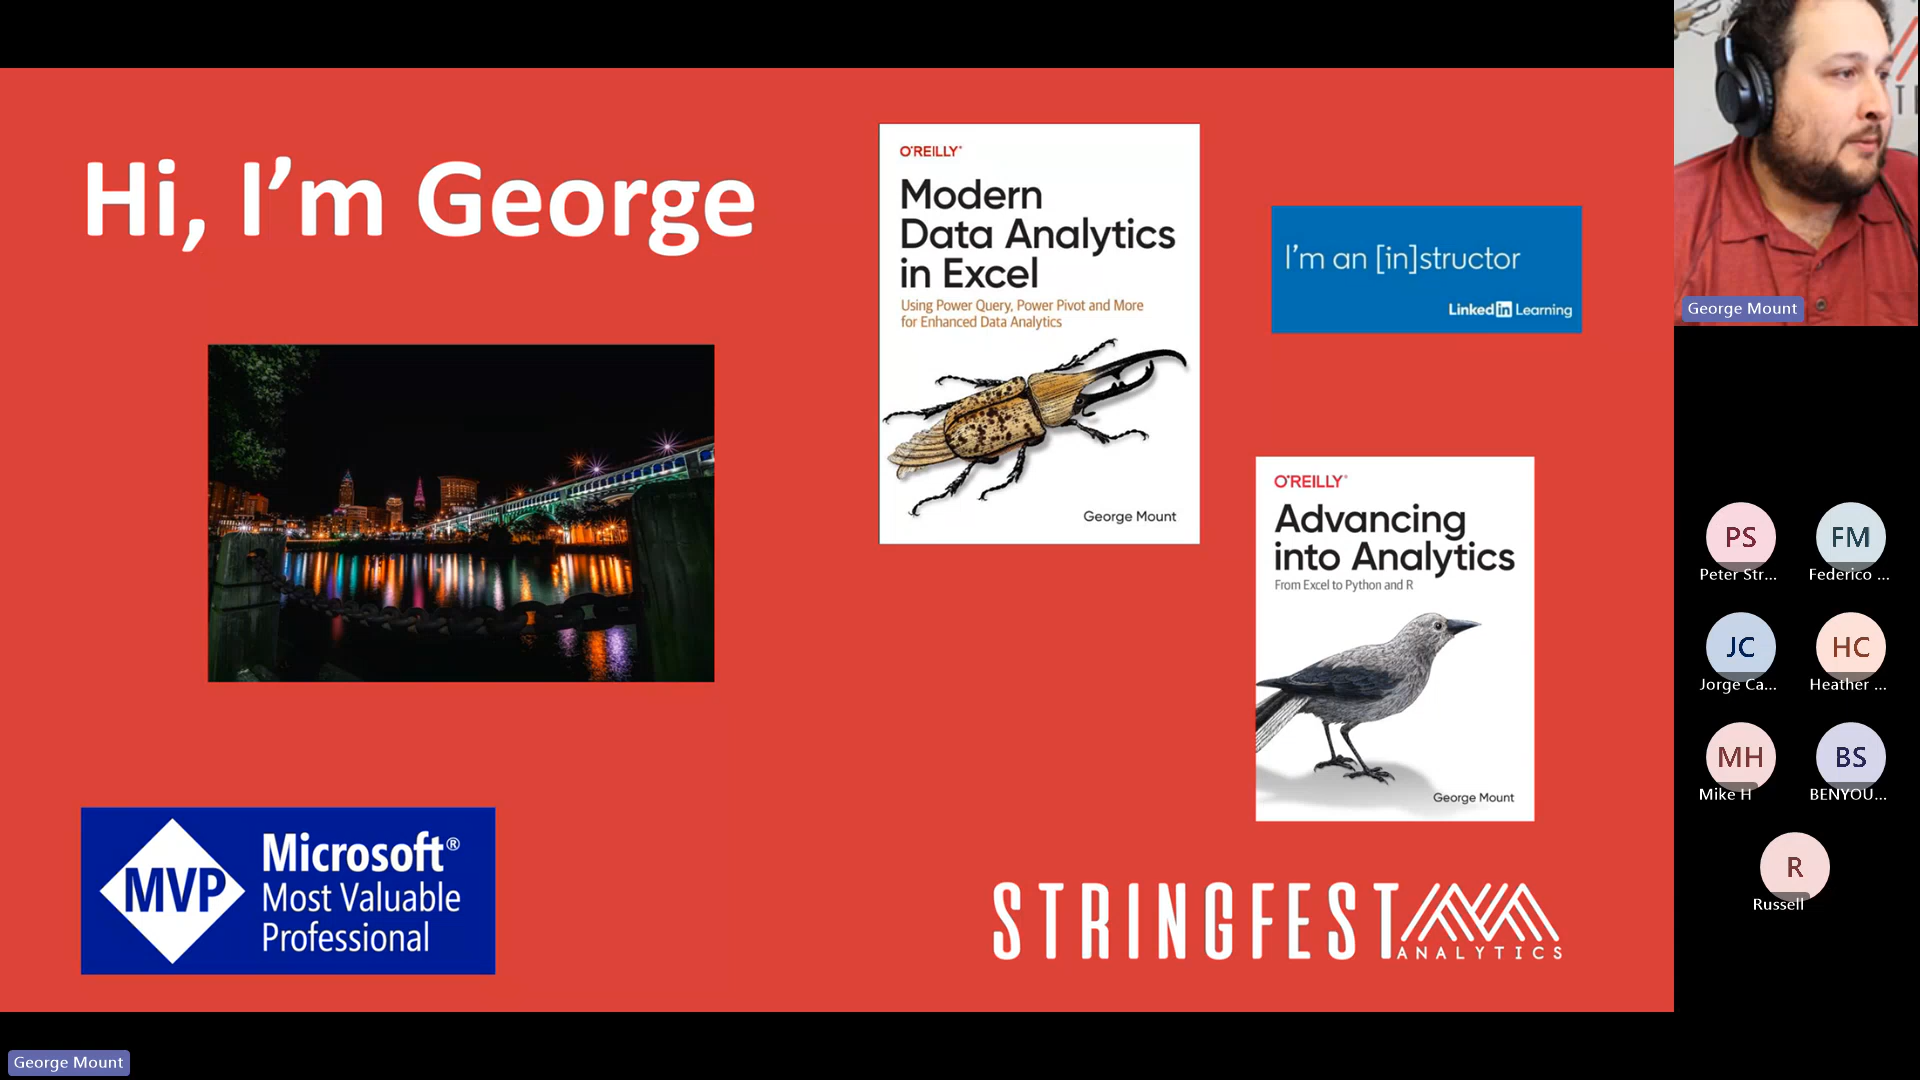 Hi, I'm George
O'REILLY®
Modern
Data Analytics
in Excel
Using Power Query, Power Pivot and More
for Enhanced Data Analytics
George Mount
I'm an [in]structor
Linked in Learning
O'REILLY®
Advancing
into Analytics
From Excel to Python and R
George Mount
MVP
Microsoft®
Most Valuable
Professional
STRINGFEST
ANALYTICS
George Mount
PS
Peter Str...
FM
Federico ...
JC
Jorge Ca...
HC
Heather ...
MH
Mike H
BS
BENYOU...
R
Russell
George Mount